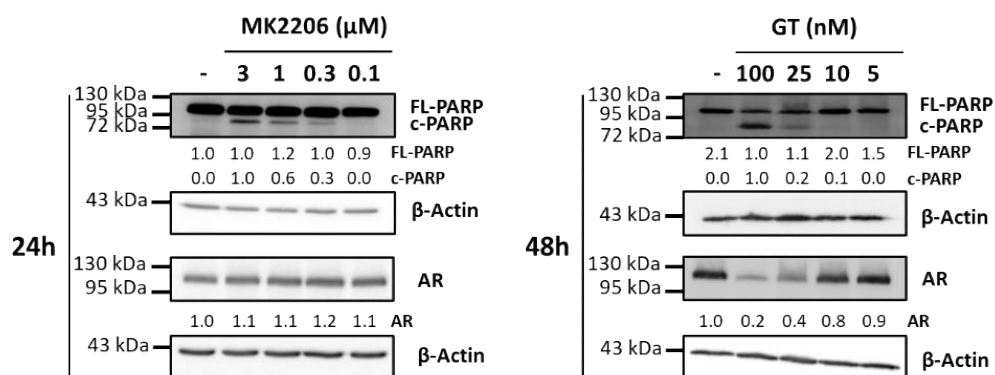 MK2206 (µM)
- 3 1 0.3 0.1
130 kDa
95 kDa
72 kDa
FL-PARP
c-PARP
1.0 1.0 1.2 1.0 0.9 FL-PARP
0.0 1.0 0.6 0.3 0.0 c-PARP
43 kDa
β-Actin
24h
130 kDa
95 kDa
AR
1.0 1.1 1.1 1.2 1.1 AR
43 kDa
β-Actin
GT (nM)
- 100 25 10 5
130 kDa
95 kDa
72 kDa
FL-PARP
c-PARP
2.1 1.0 1.1 2.0 1.5 FL-PARP
0.0 1.0 0.2 0.1 0.0 c-PARP
43 kDa
β-Actin
48h
130 kDa
95 kDa
AR
1.0 0.2 0.4 0.8 0.9 AR
43 kDa
β-Actin